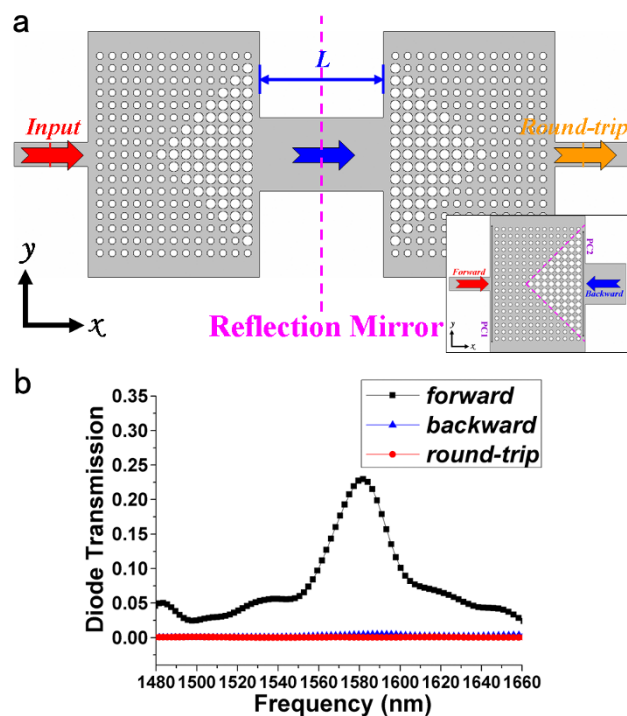 a
L
Input
Round-trip
y
x
Reflection Mirror
Forward
Backward
PC1
PC2
y
x
b
forward
backward
round-trip
Diode Transmission
0.35
0.30
0.25
0.20
0.15
0.10
0.05
0.00
1480 1500 1520 1540 1560 1580 1600 1620 1640 1660
Frequency (nm)